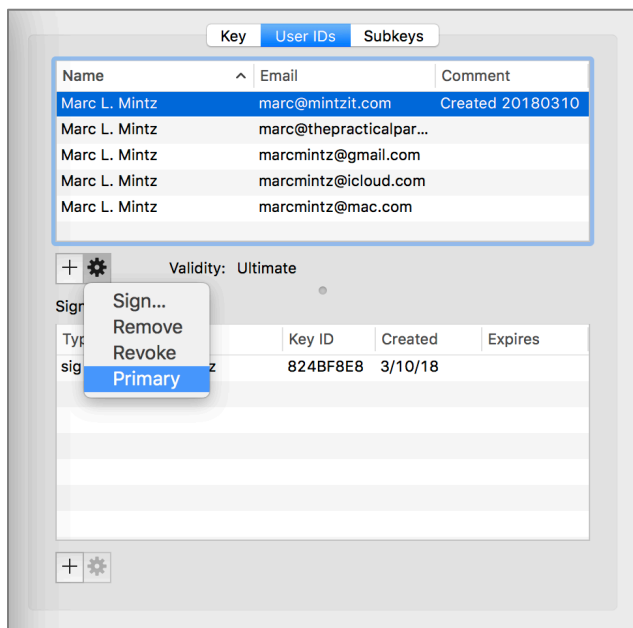 Key User IDs Subkeys
Name Email Comment
Marc L. Mintz marc@mintzit.com Created 20180310
Marc L. Mintz marc@thepracticalpar...
Marc L. Mintz marcmintz@gmail.com
Marc L. Mintz marcmintz@icloud.com
Marc L. Mintz marcmintz@mac.com
Validity: Ultimate
Sign...
Remove
Revoke
Primary
Key ID Created Expires
sig 824BF8E8 3/10/18